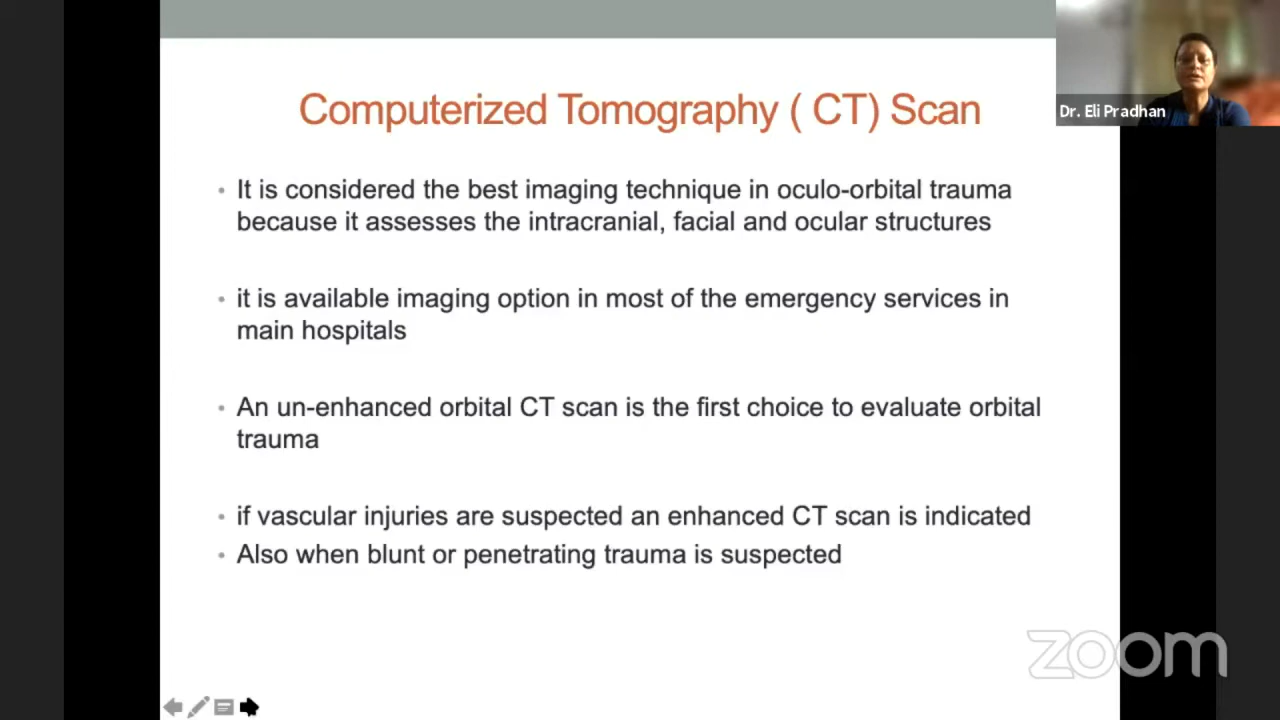 Computerized Tomography ( CT) Scan
Dr. Eli Pradhan
• It is considered the best imaging technique in oculo-orbital trauma
because it assesses the intracranial, facial and ocular structures
• it is available imaging option in most of the emergency services in
main hospitals
• An un-enhanced orbital CT scan is the first choice to evaluate orbital
trauma
• if vascular injuries are suspected an enhanced CT scan is indicated
• Also when blunt or penetrating trauma is suspected
zoom